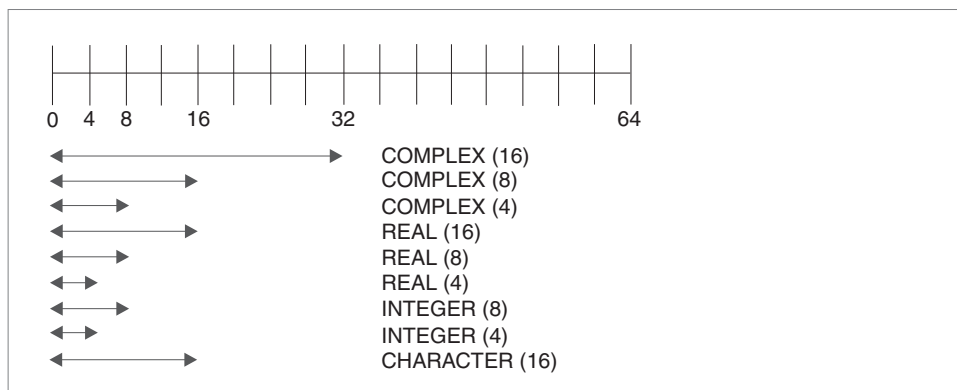 0 4 8 16 32 64
COMPLEX (16)
COMPLEX (8)
COMPLEX (4)
REAL (16)
REAL (8)
REAL (4)
INTEGER (8)
INTEGER (4)
CHARACTER (16)